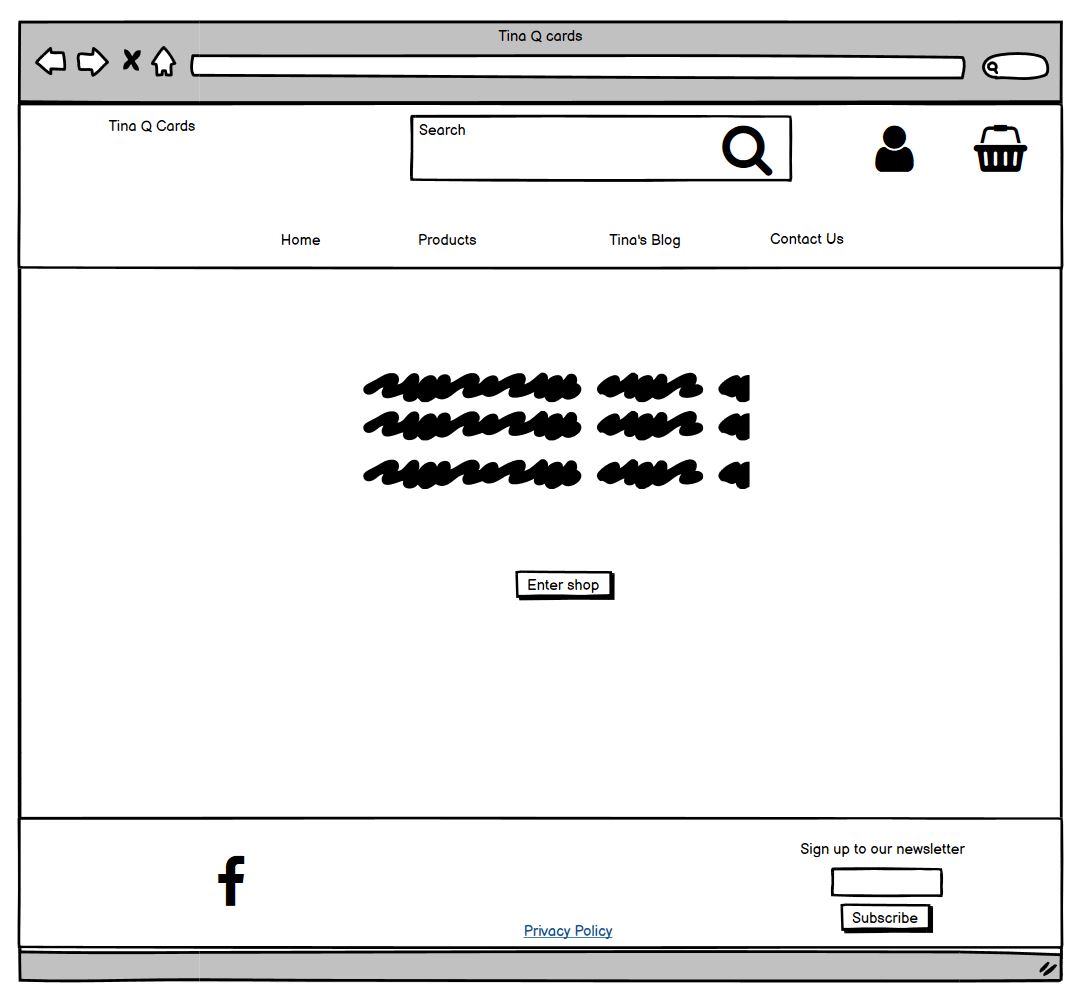 Tina Q cards
Tina Q Cards
Search
Home Products Tina's Blog Contact Us
Enter shop
Sign up to our newsletter
Subscribe
Privacy Policy